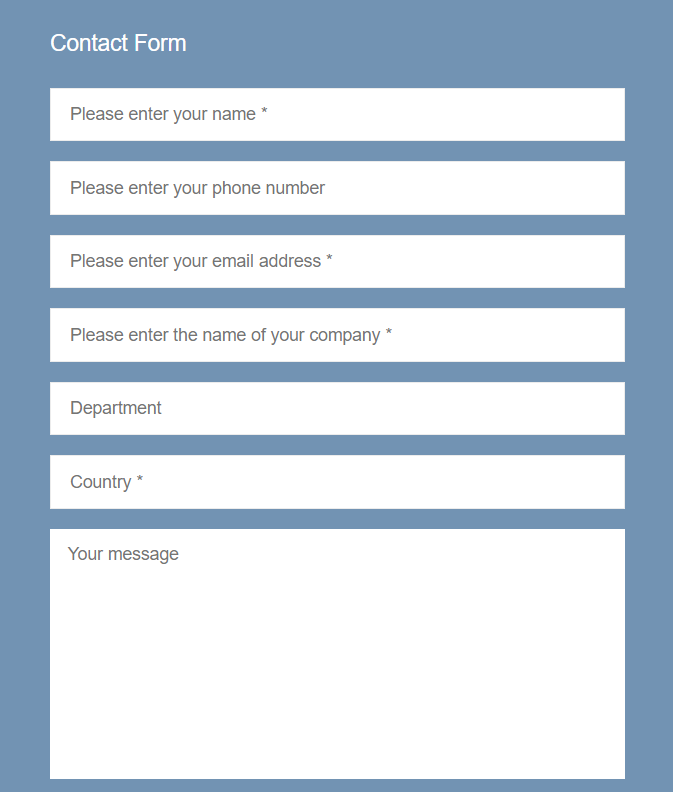 Contact Form
Please enter your name *
Please enter your phone number
Please enter your email address *
Please enter the name of your company *
Department
Country *
Your message